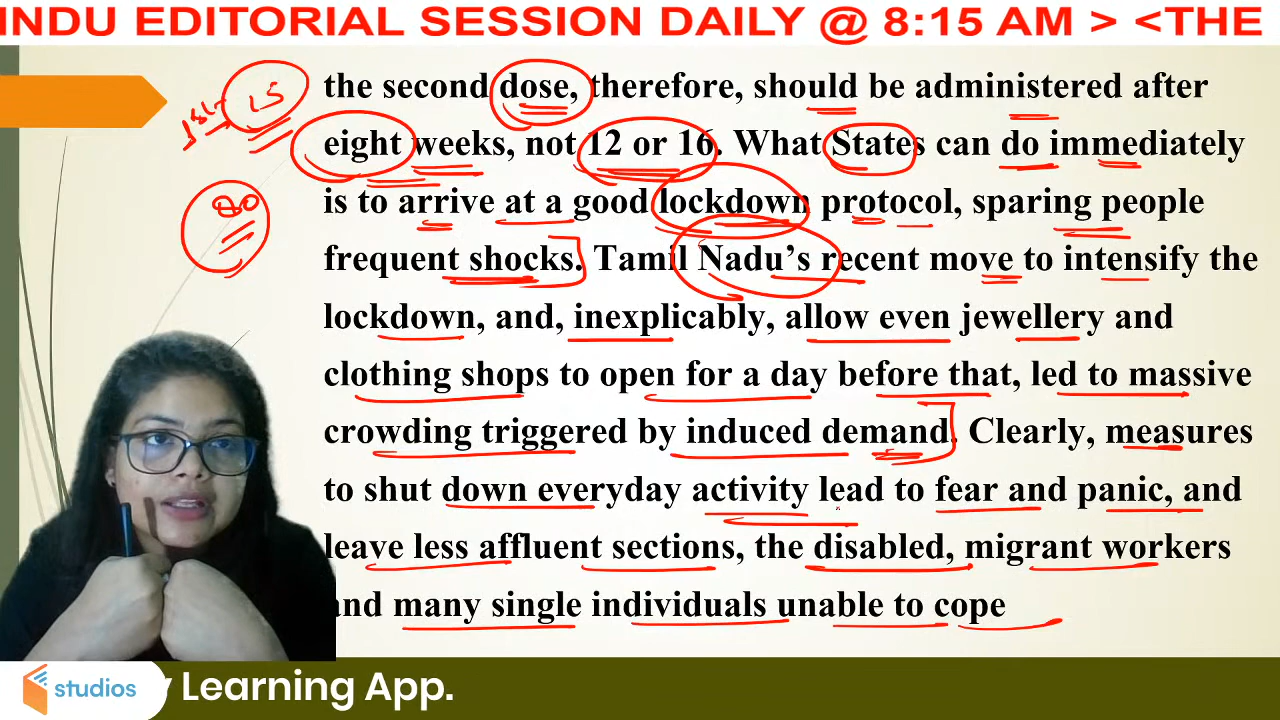 INDU EDITORIAL SESSION DAILY @ 8:15 AM > <THE
the second dose, therefore, should be administered after
eight weeks, not 12 or 16. What States can do immediately
is to arrive at a good lockdown protocol, sparing people
frequent shocks. Tamil Nadu's recent move to intensify the
lockdown, and, inexplicably, allow even jewellery and
clothing shops to open for a day before that, led to massive
crowding triggered by induced demand. Clearly, measures
to shut down everyday activity lead to fear and panic, and
leave less affluent sections, the disabled, migrant workers
and many single individuals unable to cope
studios
y Learning App.